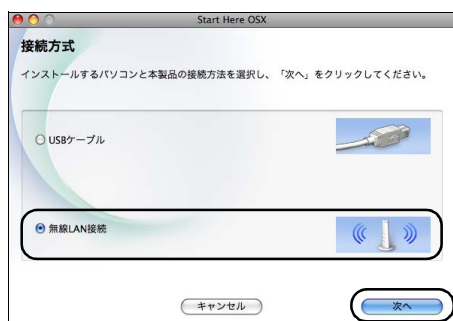 Start Here OSX
接続方式
インストールするパソコンと本製品の接続方法を選択し、「次へ」をクリックしてください。
USBケーブル
無線LAN接続
キャンセル
次へ